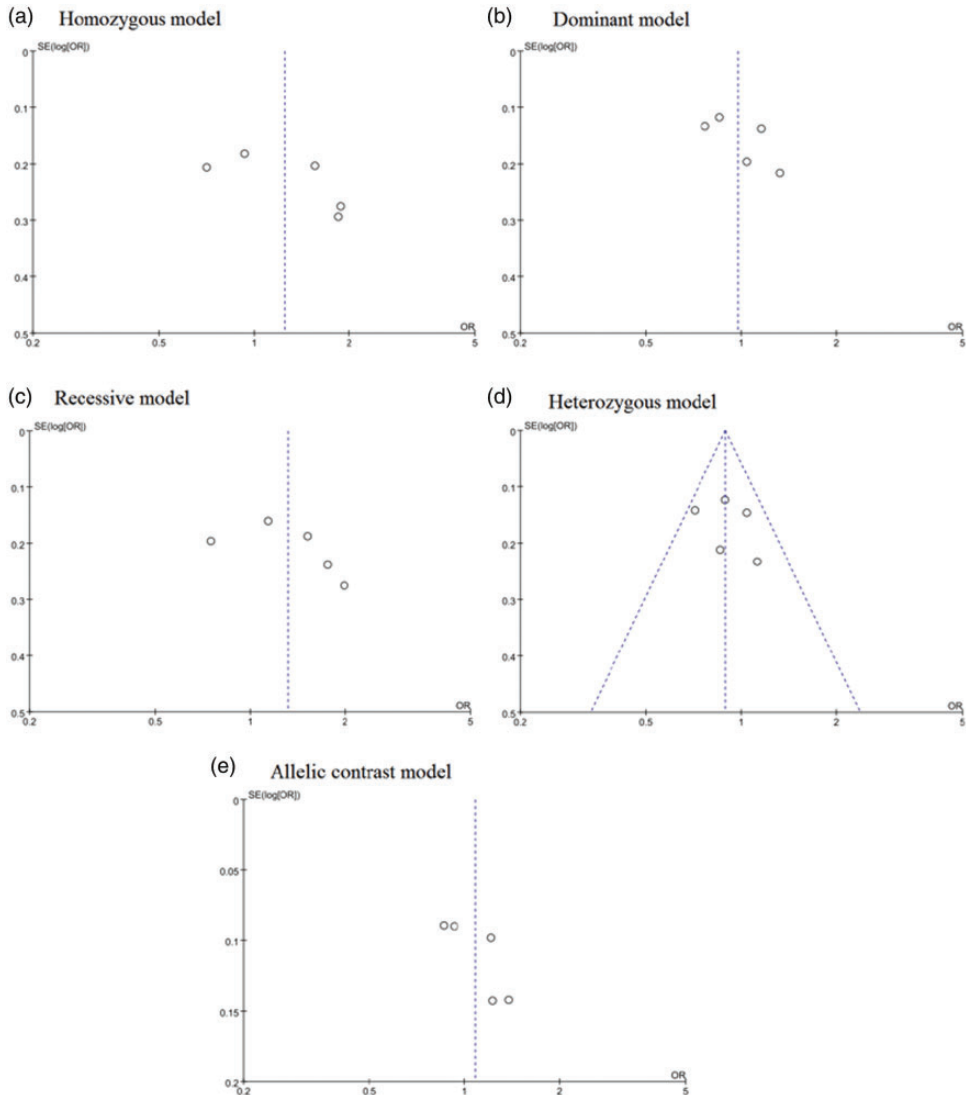 (a) Homozygous model
SE(log[OR])
0
0.1
0.2
0.3
0.4
0.5
0.2 0.5 1 2 5
OR
(b) Dominant model
SE(log[OR])
0
0.1
0.2
0.3
0.4
0.5
0.2 0.5 1 2 5
OR
(c) Recessive model
SE(log[OR])
0
0.1
0.2
0.3
0.4
0.5
0.2 0.5 1 2 5
OR
(d) Heterozygous model
SE(log[OR])
0
0.1
0.2
0.3
0.4
0.5
0.2 0.5 1 2 5
OR
(e) Allelic contrast model
SE(log[OR])
0
0.05
0.1
0.15
0.2
0.2 0.5 1 2 5
OR